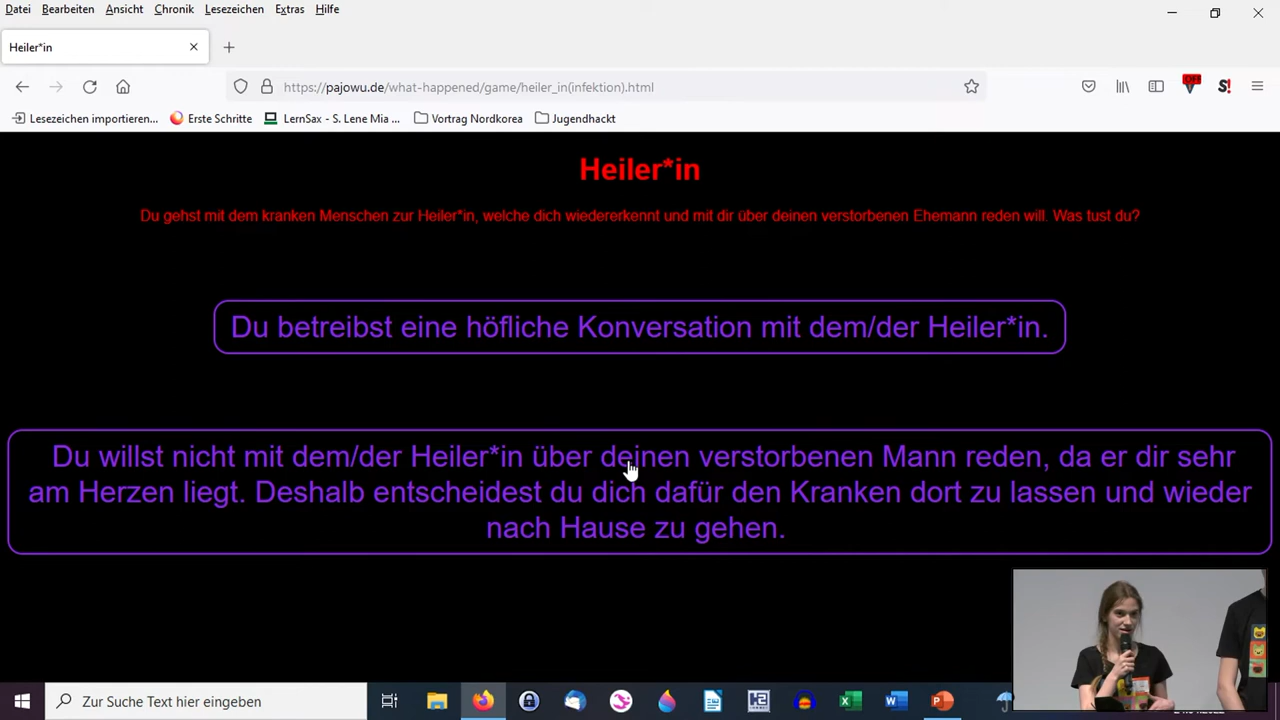 Datei Bearbeiten Ansicht Chronik Lesezeichen Extras Hilfe
Heiler*in
https://pajowu.de/what-happened/game/heiler_in(infektion).html
OFF
S!
Lesezeichen importieren... Erste Schritte LernSax - S. Lene Mia ... Vortrag Nordkorea Jugendhackt
Heiler*in
Du gehst mit dem kranken Menschen zur Heiler*in, welche dich wiedererkennt und mit dir über deinen verstorbenen Ehemann reden will. Was tust du?
Du betreibst eine höfliche Konversation mit dem/der Heiler*in.
Du willst nicht mit dem/der Heiler*in über deinen verstorbenen Mann reden, da er dir sehr
am Herzen liegt. Deshalb entscheidest du dich dafür den Kranken dort zu lassen und wieder
nach Hause zu gehen.
Zur Suche Text hier eingeben